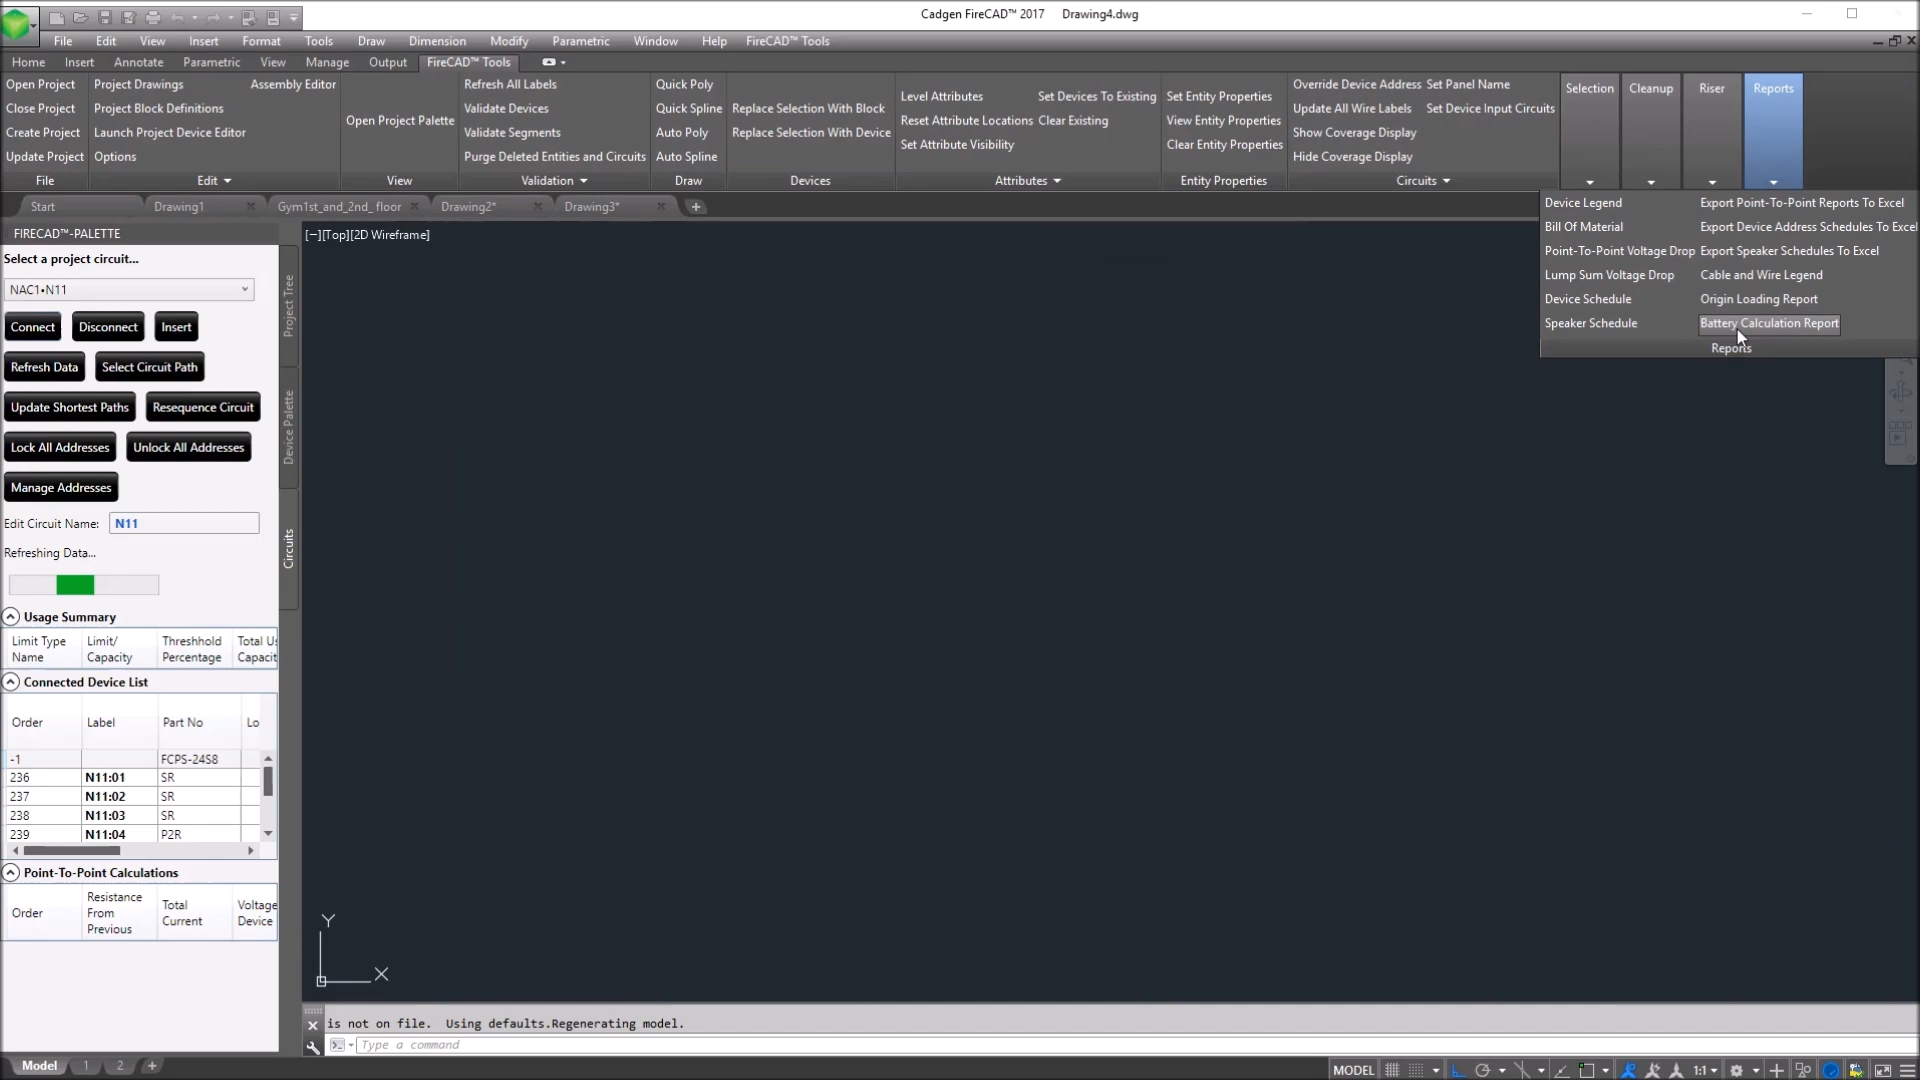 Cadgen FireCAD™ 2017 Drawing4.dwg
File Edit View Insert Format Tools Draw Dimension Modify Parametric Window Help FireCAD™ Tools
Home Insert Annotate Parametric View Manage Output FireCAD™ Tools
Open Project
Close Project
Create Project
Update Project
File
Project Drawings Assembly Editor
Project Block Definitions
Launch Project Device Editor
Options
Edit
Open Project Palette
View
Refresh All Labels
Validate Devices
Validate Segments
Purge Deleted Entities and Circuits
Validation
Quick Poly
Quick Spline
Auto Poly
Auto Spline
Draw
Replace Selection With Block
Replace Selection With Device
Devices
Level Attributes Set Devices To Existing
Reset Attribute Locations Clear Existing
Set Attribute Visibility
Attributes
Set Entity Properties
View Entity Properties
Clear Entity Properties
Entity Properties
Override Device Address Set Panel Name
Update All Wire Labels Set Device Input Circuits
Show Coverage Display
Hide Coverage Display
Circuits
Selection
Cleanup
Riser
Reports
Start Drawing1 Gym1st_and_2nd_ floor Drawing2* Drawing3*
Device Legend Export Point-To-Point Reports To Excel
Bill Of Material Export Device Address Schedules To Excel
Point-To-Point Voltage Drop Export Speaker Schedules To Excel
Lump Sum Voltage Drop Cable and Wire Legend
Device Schedule Origin Loading Report
Speaker Schedule Battery Calculation Report
Reports
FIRECAD™-PALETTE
[−][Top][2D Wireframe]
Select a project circuit...
NAC1•N11
Connect Disconnect Insert
Refresh Data Select Circuit Path
Update Shortest Paths Resequence Circuit
Lock All Addresses Unlock All Addresses
Manage Addresses
Edit Circuit Name: N11
Refreshing Data...
Project Tree
Device Palette
Circuits
Usage Summary
Limit Type Name Limit/ Capacity Threshhold Percentage Total Us Capacit
Connected Device List
Order Label Part No Lo
-1 FCPS-24S8
236 N11:01 SR
237 N11:02 SR
238 N11:03 SR
239 N11:04 P2R
Point-To-Point Calculations
Order Resistance From Previous Total Current Voltage Device
Y
X
is not on file. Using defaults.Regenerating model.
Type a command
Model 1 2
MODEL 1:1